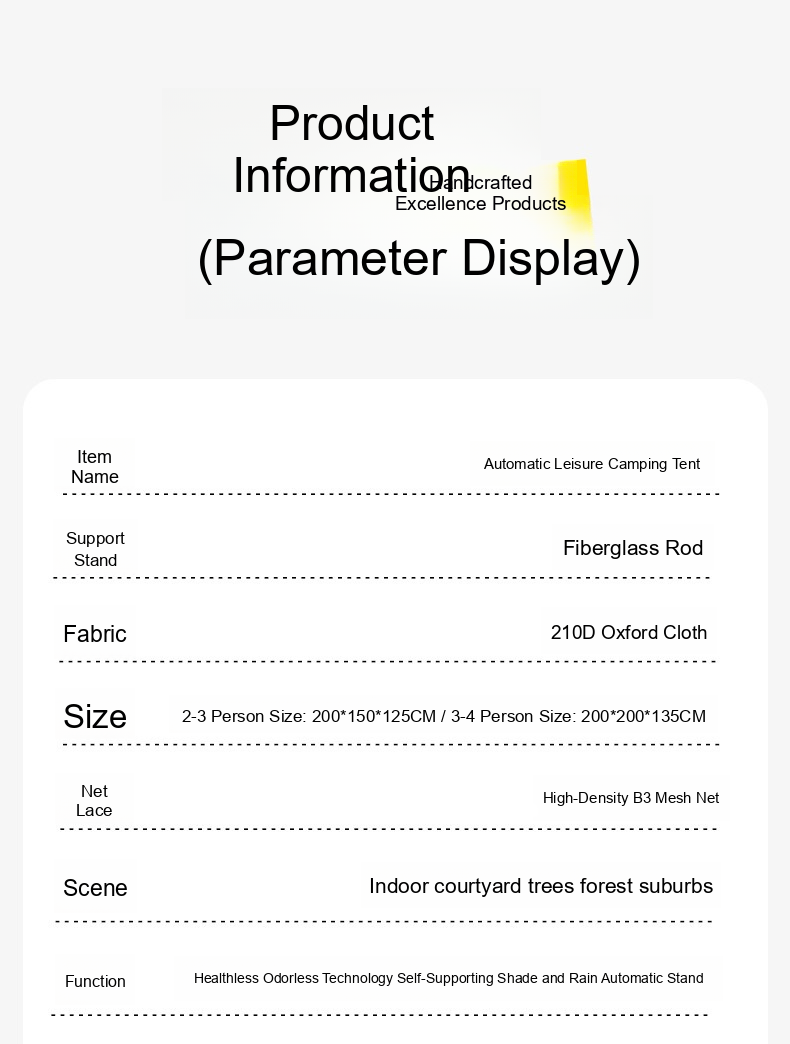 Product
Information
Handcrafted
Excellence Products
(Parameter Display)
Item
Name
Automatic Leisure Camping Tent
Support
Stand
Fiberglass Rod
Fabric
210D Oxford Cloth
Size
2-3 Person Size: 200*150*125CM / 3-4 Person Size: 200*200*135CM
Net
Lace
High-Density B3 Mesh Net
Scene
Indoor courtyard trees forest suburbs
Function
Healthless Odorless Technology Self-Supporting Shade and Rain Automatic Stand